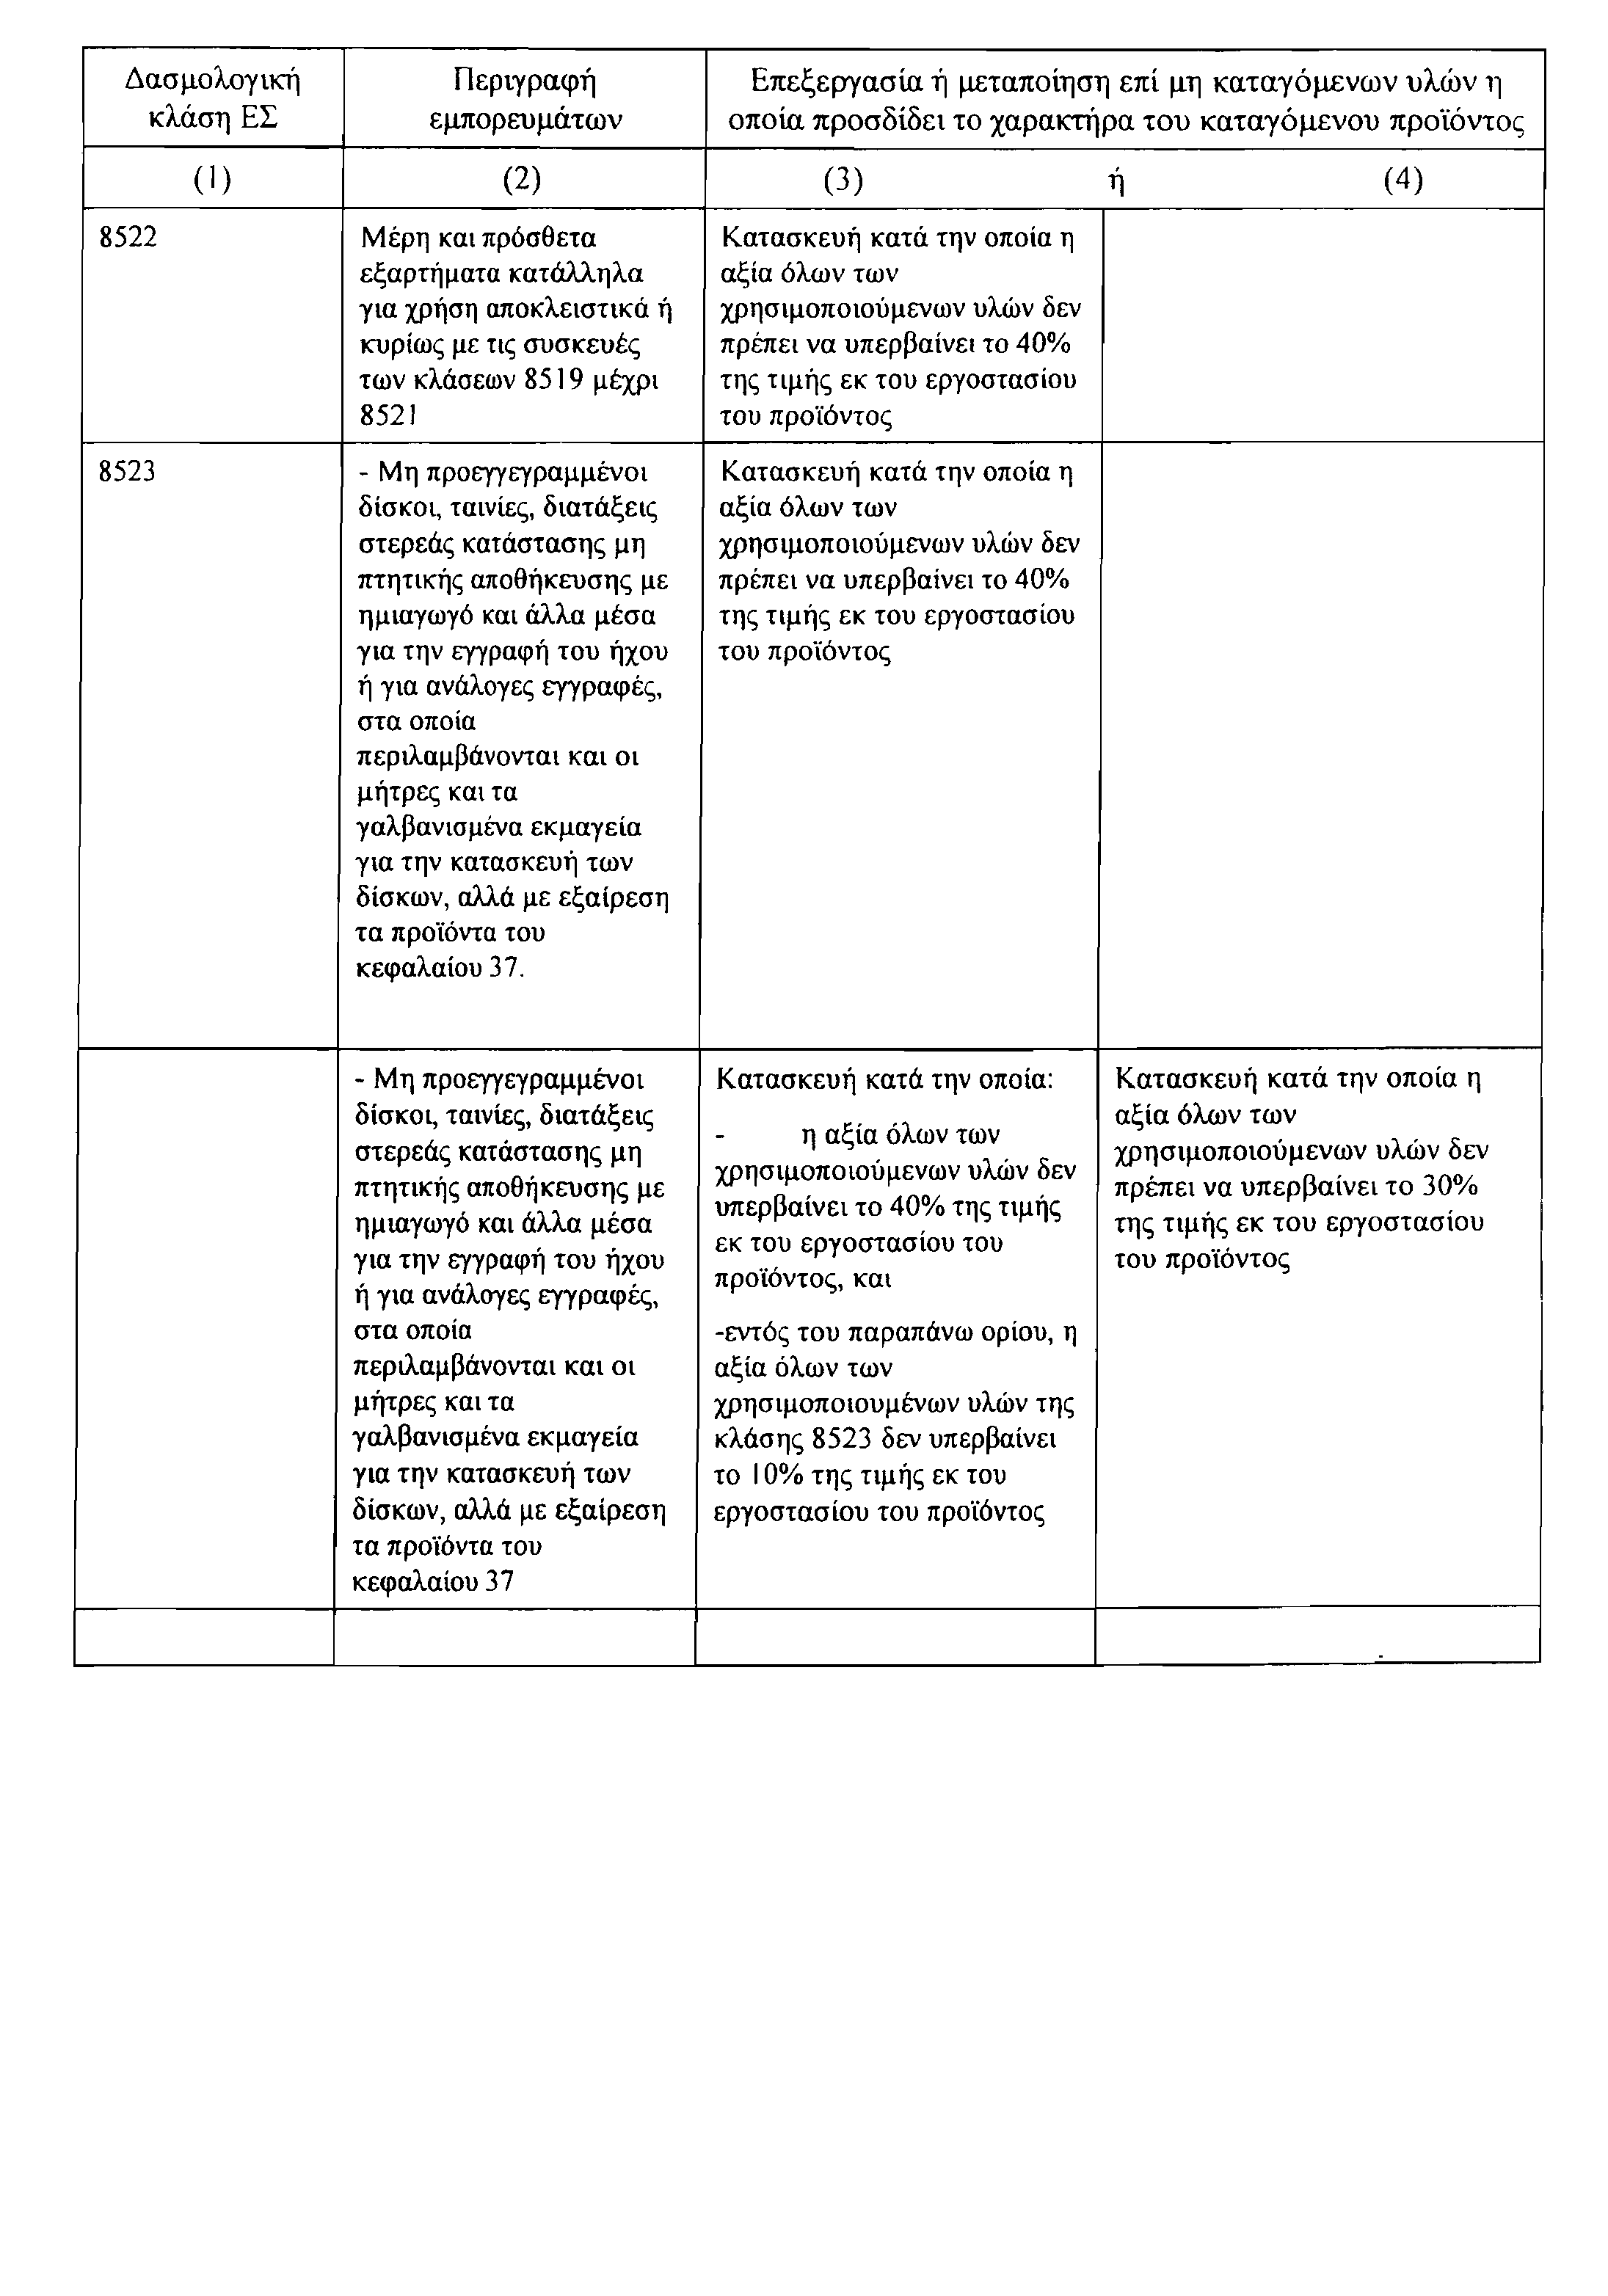 Δασμολογική
κλάση ΕΣ
Περιγραφή
εμπορευμάτων
Επεξεργασία ή μεταποίηση επί μη καταγόμενων υλών η
οποία προσδίδει το χαρακτήρα του καταγόμενου προϊόντος
(1)
(2)
(3) ή (4)
8522
Μέρη και πρόσθετα
εξαρτήματα κατάλληλα
για χρήση αποκλειστικά ή
κυρίως με τις συσκευές
των κλάσεων 8519 μέχρι
8521
Κατασκευή κατά την οποία η
αξία όλων των
χρησιμοποιούμενων υλών δεν
πρέπει να υπερβαίνει το 40%
της τιμής εκ του εργοστασίου
του προϊόντος
8523
- Μη προεγγεγραμμένοι
δίσκοι, ταινίες, διατάξεις
στερεάς κατάστασης μη
πτητικής αποθήκευσης με
ημιαγωγό και άλλα μέσα
για την εγγραφή του ήχου
ή για ανάλογες εγγραφές,
στα οποία
περιλαμβάνονται και οι
μήτρες και τα
γαλβανισμένα εκμαγεία
για την κατασκευή των
δίσκων, αλλά με εξαίρεση
τα προϊόντα του
κεφαλαίου 37.
Κατασκευή κατά την οποία η
αξία όλων των
χρησιμοποιούμενων υλών δεν
πρέπει να υπερβαίνει το 40%
της τιμής εκ του εργοστασίου
του προϊόντος
- Μη προεγγεγραμμένοι
δίσκοι, ταινίες, διατάξεις
στερεάς κατάστασης μη
πτητικής αποθήκευσης με
ημιαγωγό και άλλα μέσα
για την εγγραφή του ήχου
ή για ανάλογες εγγραφές,
στα οποία
περιλαμβάνονται και οι
μήτρες και τα
γαλβανισμένα εκμαγεία
για την κατασκευή των
δίσκων, αλλά με εξαίρεση
τα προϊόντα του
κεφαλαίου 37
Κατασκευή κατά την οποία:
- η αξία όλων των
χρησιμοποιούμενων υλών δεν
υπερβαίνει το 40% της τιμής
εκ του εργοστασίου του
προϊόντος, και
-εντός του παραπάνω ορίου, η
αξία όλων των
χρησιμοποιουμένων υλών της
κλάσης 8523 δεν υπερβαίνει
το 10% της τιμής εκ του
εργοστασίου του προϊόντος
Κατασκευή κατά την οποία η
αξία όλων των
χρησιμοποιούμενων υλών δεν
πρέπει να υπερβαίνει το 30%
της τιμής εκ του εργοστασίου
του προϊόντος